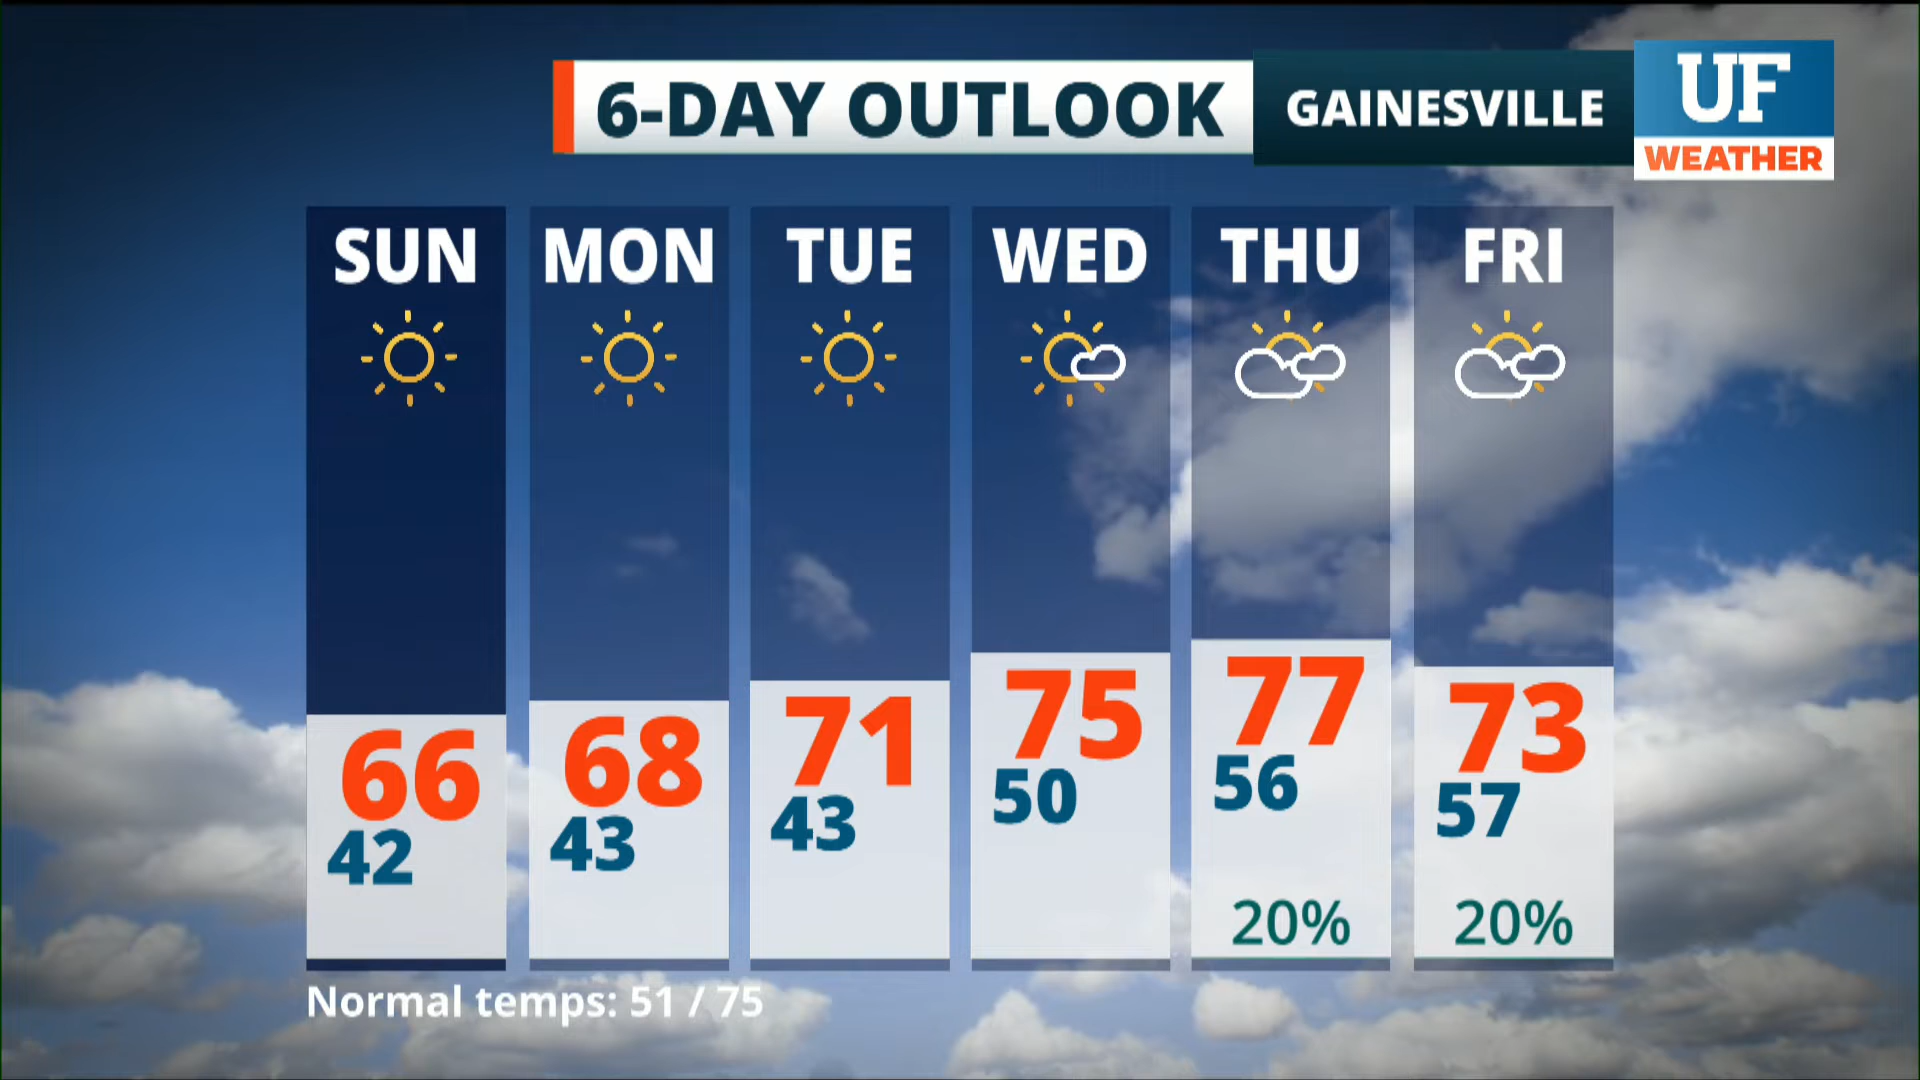 6-DAY OUTLOOK
GAINESVILLE
UF
WEATHER
SUN
MON
TUE
WED
THU
FRI
66
42
68
43
71
43
75
50
77
56
20%
73
57
20%
Normal temps: 51 / 75